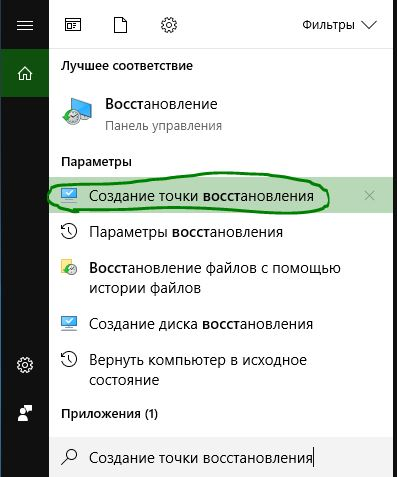 Фильтры
Лучшее соответствие
Восстановление
Панель управления
Параметры
Создание точки восстановления
Параметры восстановления
Восстановление файлов с помощью
истории файлов
Создание диска восстановления
Вернуть компьютер в исходное
состояние
Приложения (1)
Создание точки восстановления